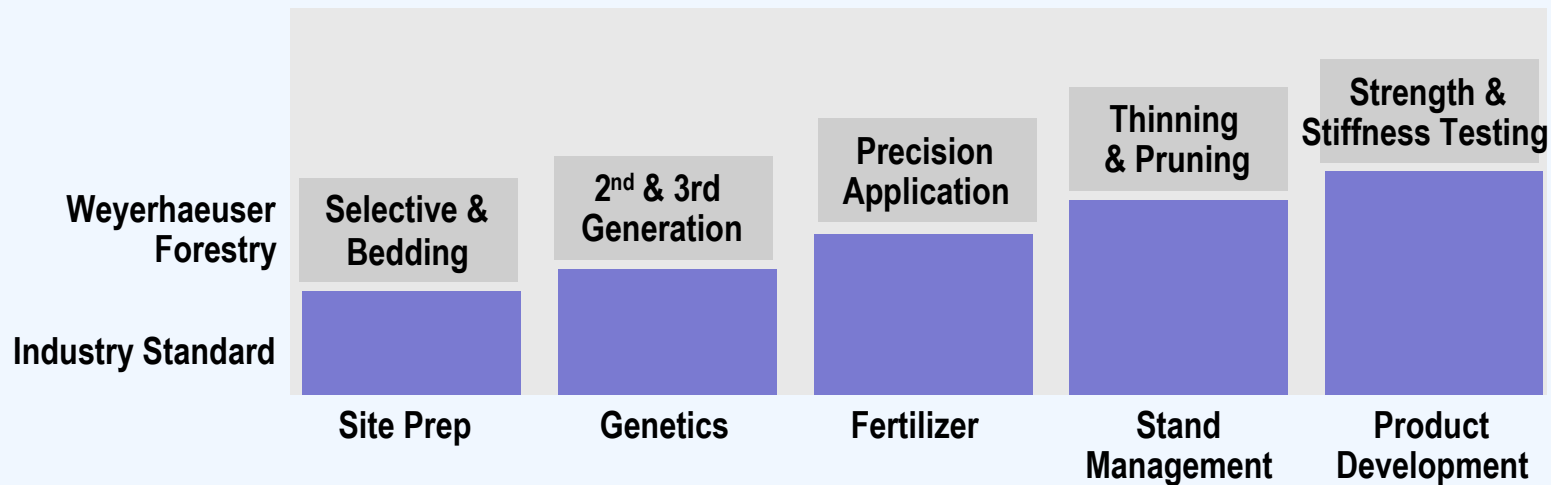 Weyerhaeuser
Forestry
Industry Standard
Selective &
Bedding
2nd & 3rd
Generation
Precision
Application
Thinning
& Pruning
Strength &
Stiffness Testing
Site Prep
Genetics
Fertilizer
Stand
Management
Product
Development